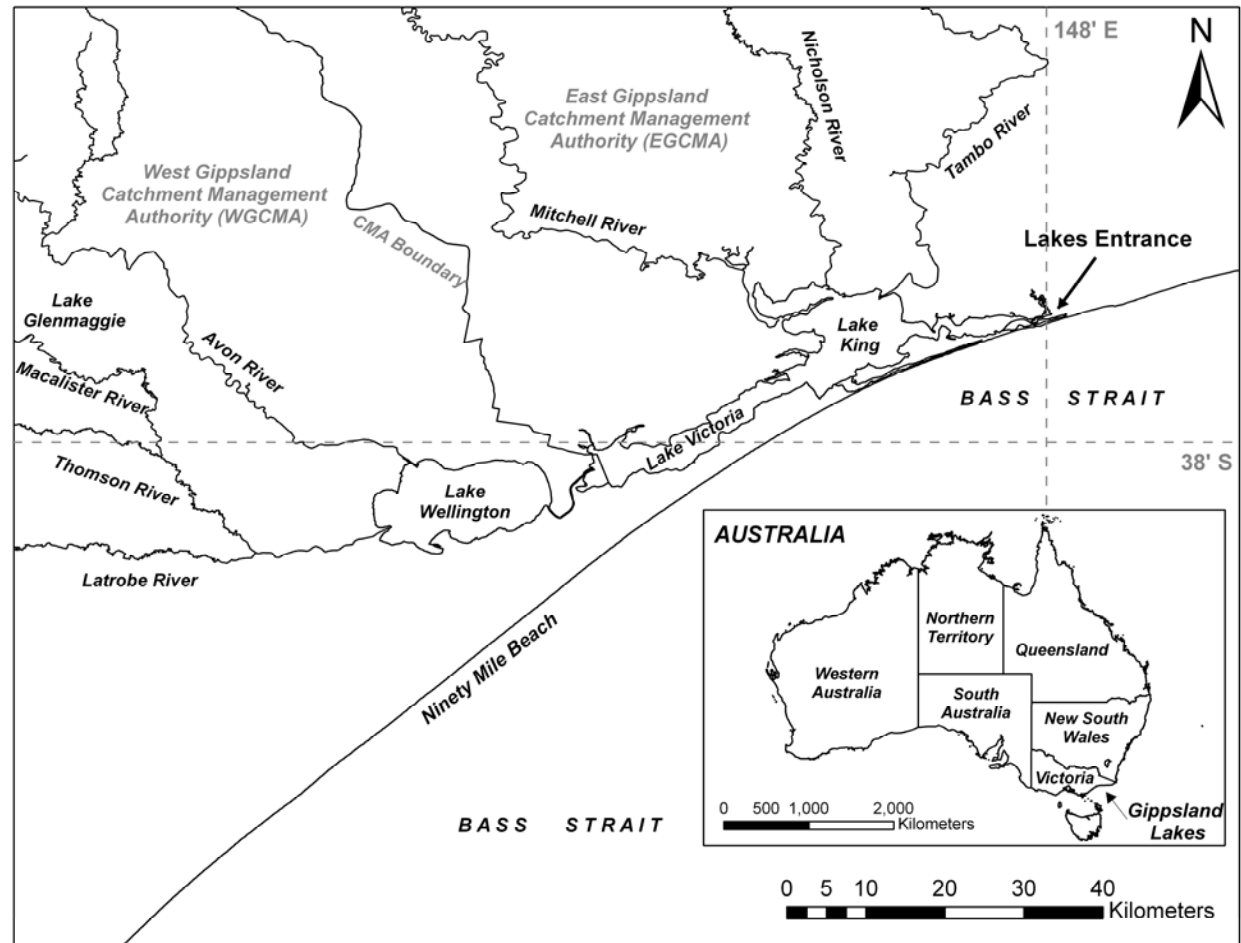 148' E
N
Nicholson River
East Gippsland
Catchment Management
Authority (EGCMA)
Tambo River
West Gippsland
Catchment Management
Authority (WGCMA)
Mitchell River
CMA Boundary
Lakes Entrance
Lake
Glenmaggie
Avon River
Lake
King
Macalister River
BASS STRAIT
Lake Victoria
38' S
Thomson River
Lake
Wellington
Latrobe River
Ninety Mile Beach
BASS STRAIT
AUSTRALIA
Northern
Territory
Queensland
Western
Australia
South
Australia
New South
Wales
Victoria
Gippsland
Lakes
0 500 1,000 2,000
Kilometers
0 5 10 20 30 40
Kilometers